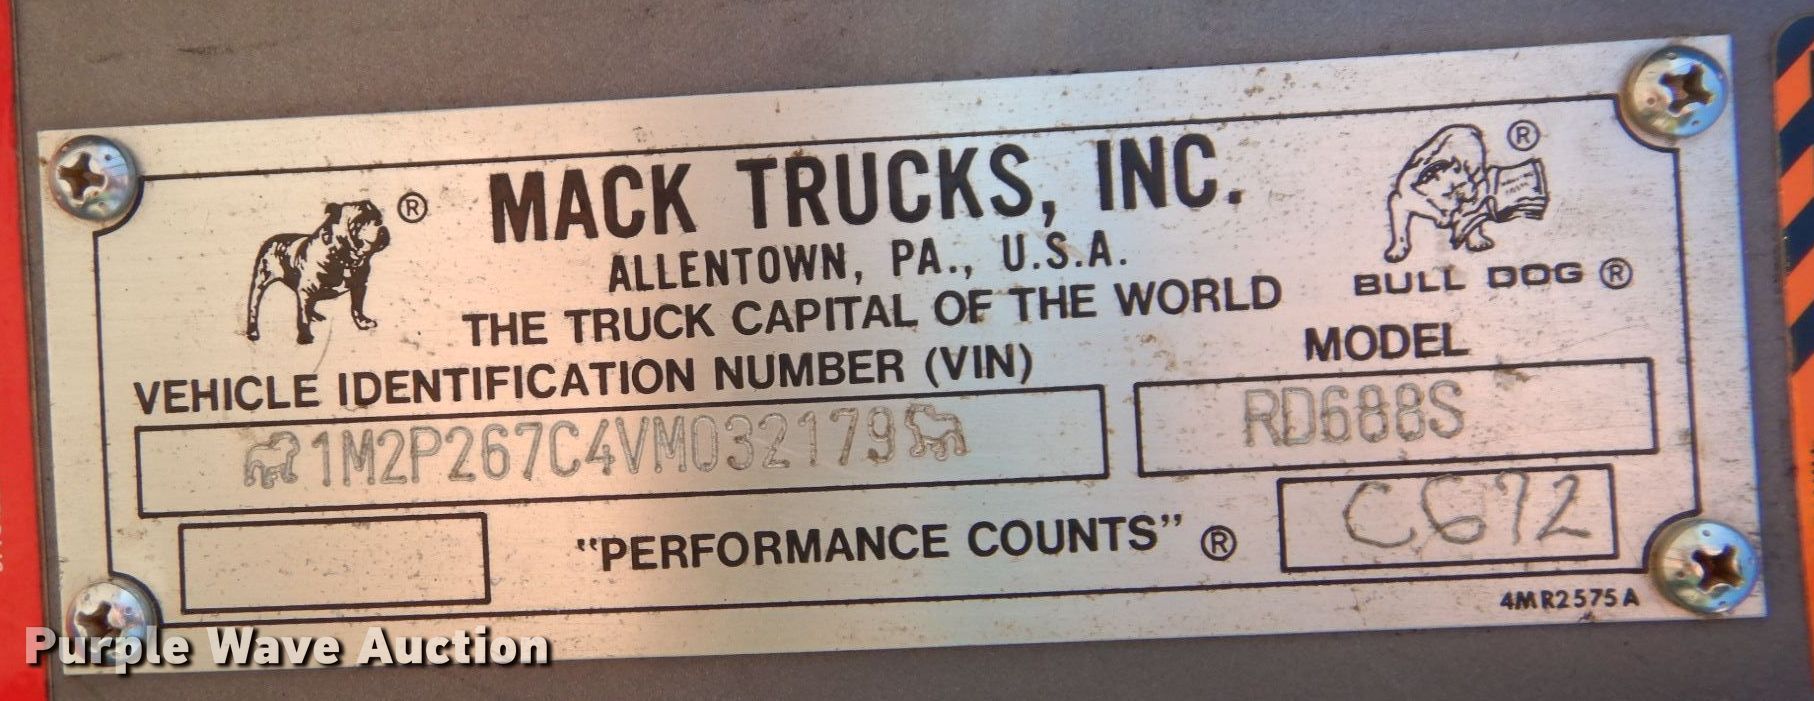 ® MACK TRUCKS, INC. ®
ALLENTOWN, PA., U.S.A.
BULL DOG ®
THE TRUCK CAPITAL OF THE WORLD
VEHICLE IDENTIFICATION NUMBER (VIN)
MODEL
1M2P267C4VM032179
RD688S
"PERFORMANCE COUNTS" ®
C672
4MR2575A
Purple Wave Auction